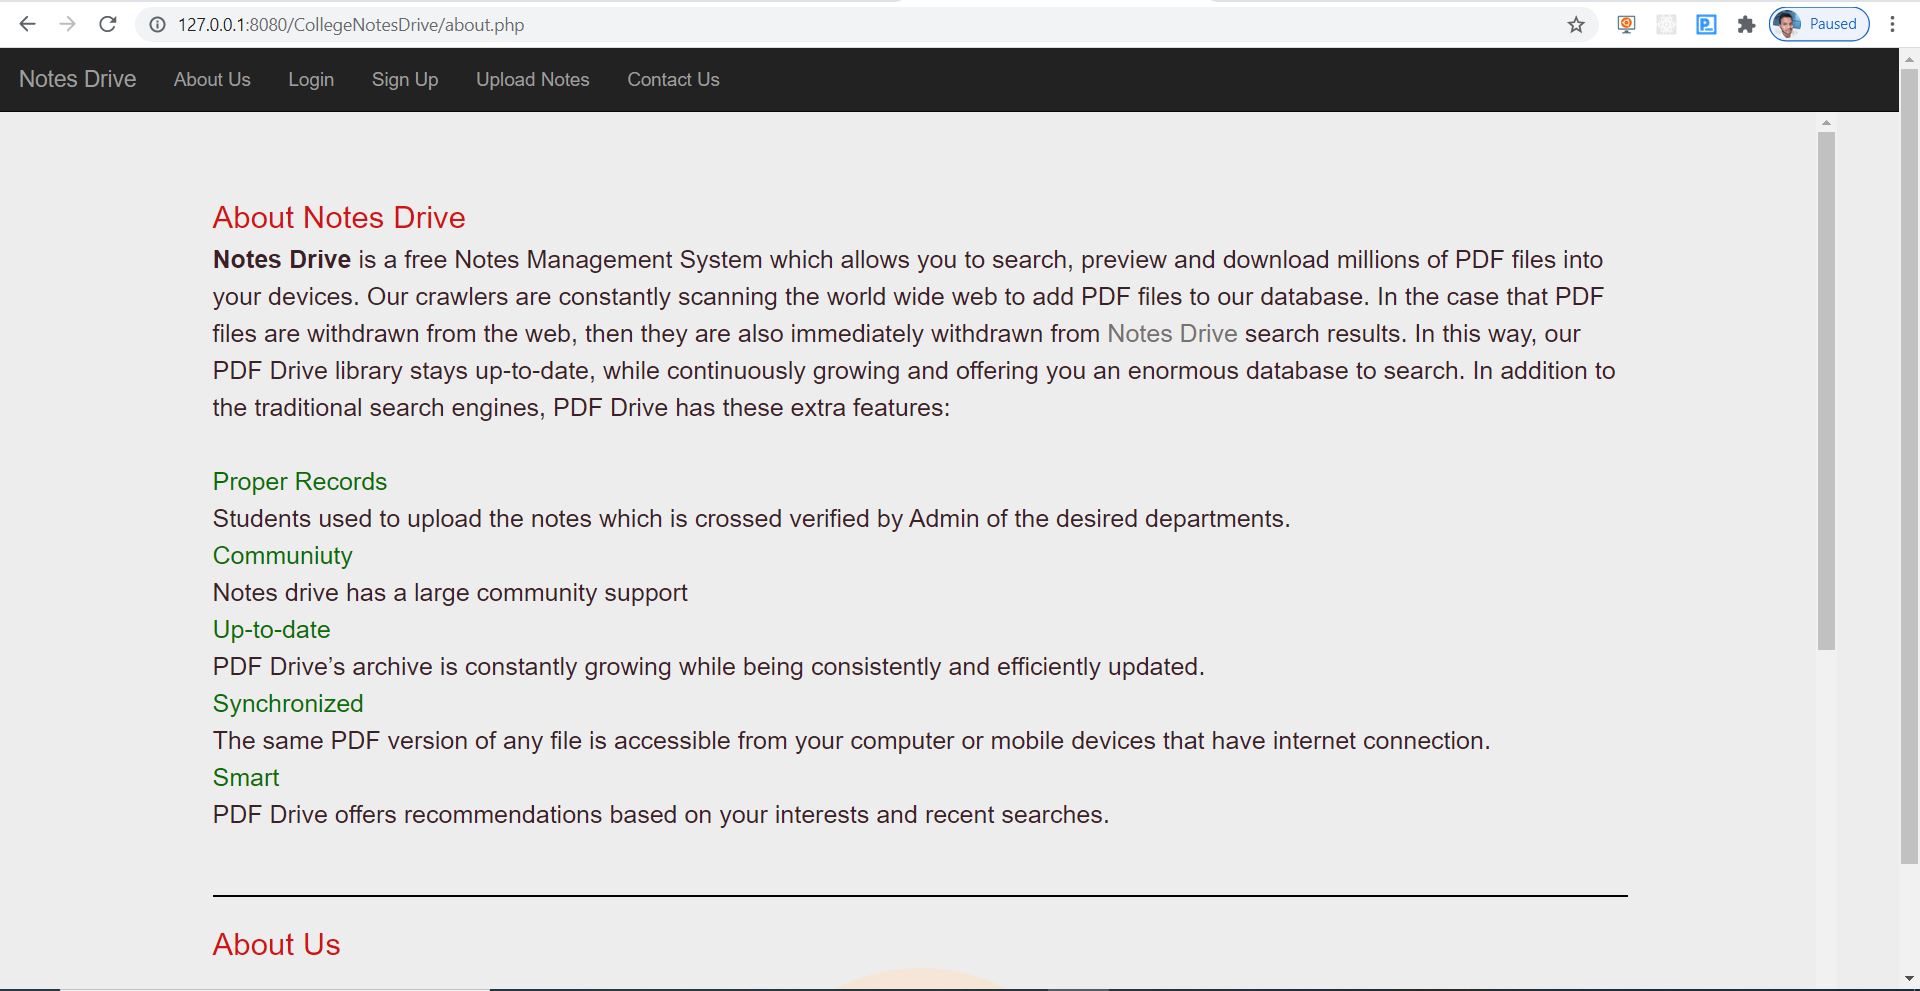 127.0.0.1:8080/CollegeNotesDrive/about.php
Paused
Notes Drive About Us Login Sign Up Upload Notes Contact Us
About Notes Drive
Notes Drive is a free Notes Management System which allows you to search, preview and download millions of PDF files into
your devices. Our crawlers are constantly scanning the world wide web to add PDF files to our database. In the case that PDF
files are withdrawn from the web, then they are also immediately withdrawn from Notes Drive search results. In this way, our
PDF Drive library stays up-to-date, while continuously growing and offering you an enormous database to search. In addition to
the traditional search engines, PDF Drive has these extra features:
Proper Records
Students used to upload the notes which is crossed verified by Admin of the desired departments.
Communiuty
Notes drive has a large community support
Up-to-date
PDF Drive’s archive is constantly growing while being consistently and efficiently updated.
Synchronized
The same PDF version of any file is accessible from your computer or mobile devices that have internet connection.
Smart
PDF Drive offers recommendations based on your interests and recent searches.
About Us